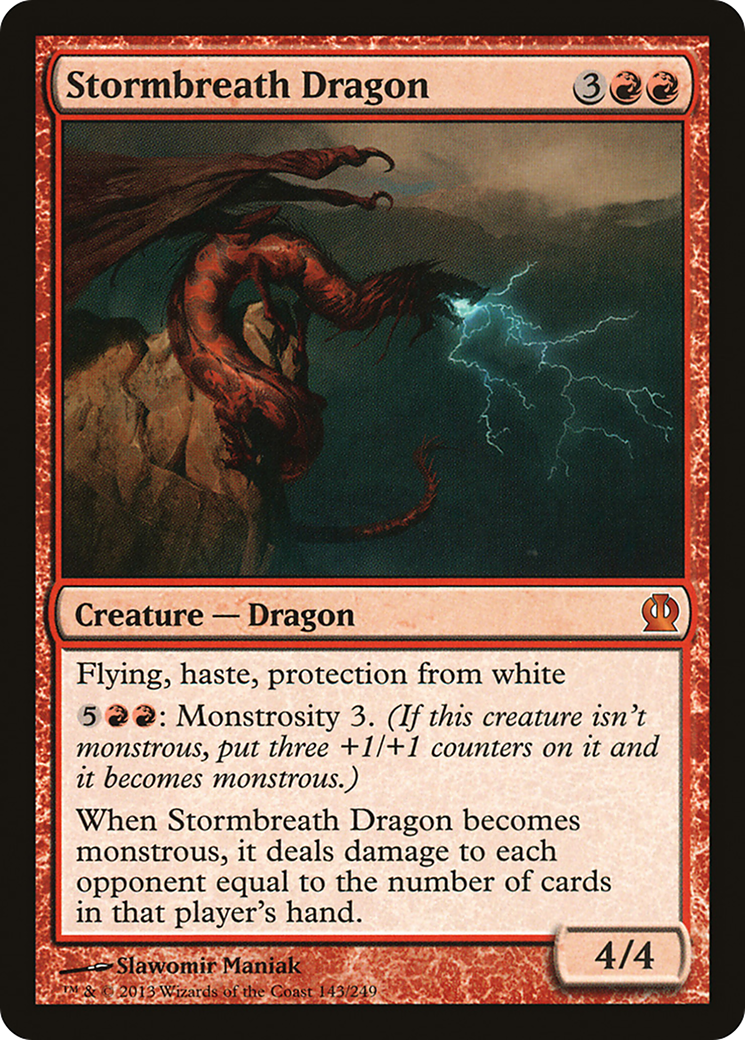 Stormbreath Dragon 3
Creature — Dragon
Flying, haste, protection from white
5: Monstrosity 3. (If this creature isn't
monstrous, put three +1/+1 counters on it and
it becomes monstrous.)
When Stormbreath Dragon becomes
monstrous, it deals damage to each
opponent equal to the number of cards
in that player's hand.
4/4
Slawomir Maniak
™ & © 2013 Wizards of the Coast 143/249